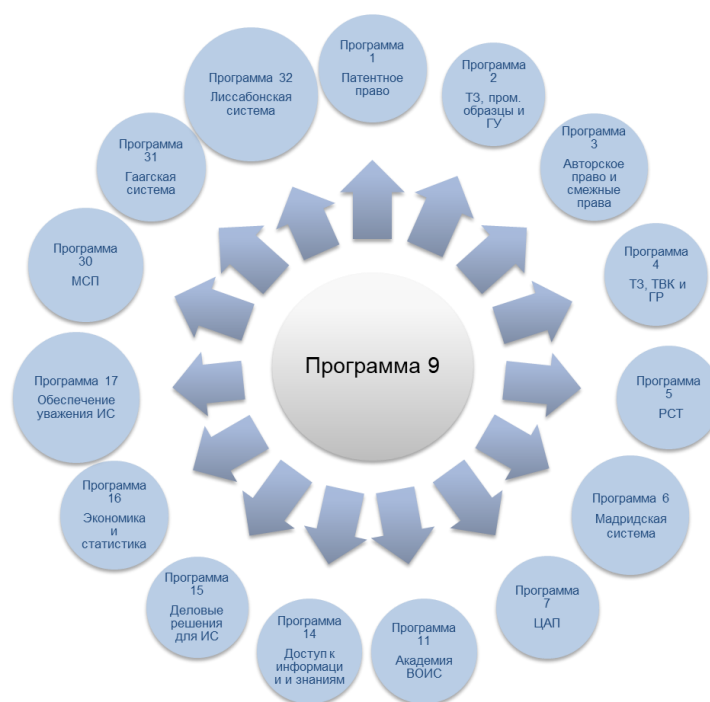 Программа
1
Патентное
право
Программа
2
ТЗ, пром.
образцы и
ГУ
Программа
3
Авторское
право и
смежные
права
Программа
4
ТЗ, ТВК и
ГР
Программа
5
РСТ
Программа 6
Мадридская
система
Программа
7
ЦАП
Программа
11
Академия
ВОИС
Программа
14
Доступ к
информаци
и и знаниям
Программа
15
Деловые
решения
для ИС
Программа
16
Экономика
и
статистика
Программа 17
Обеспечение
уважения ИС
Программа
30
МСП
Программа
31
Гаагская
система
Программа 32
Лиссабонская
система
Программа 9